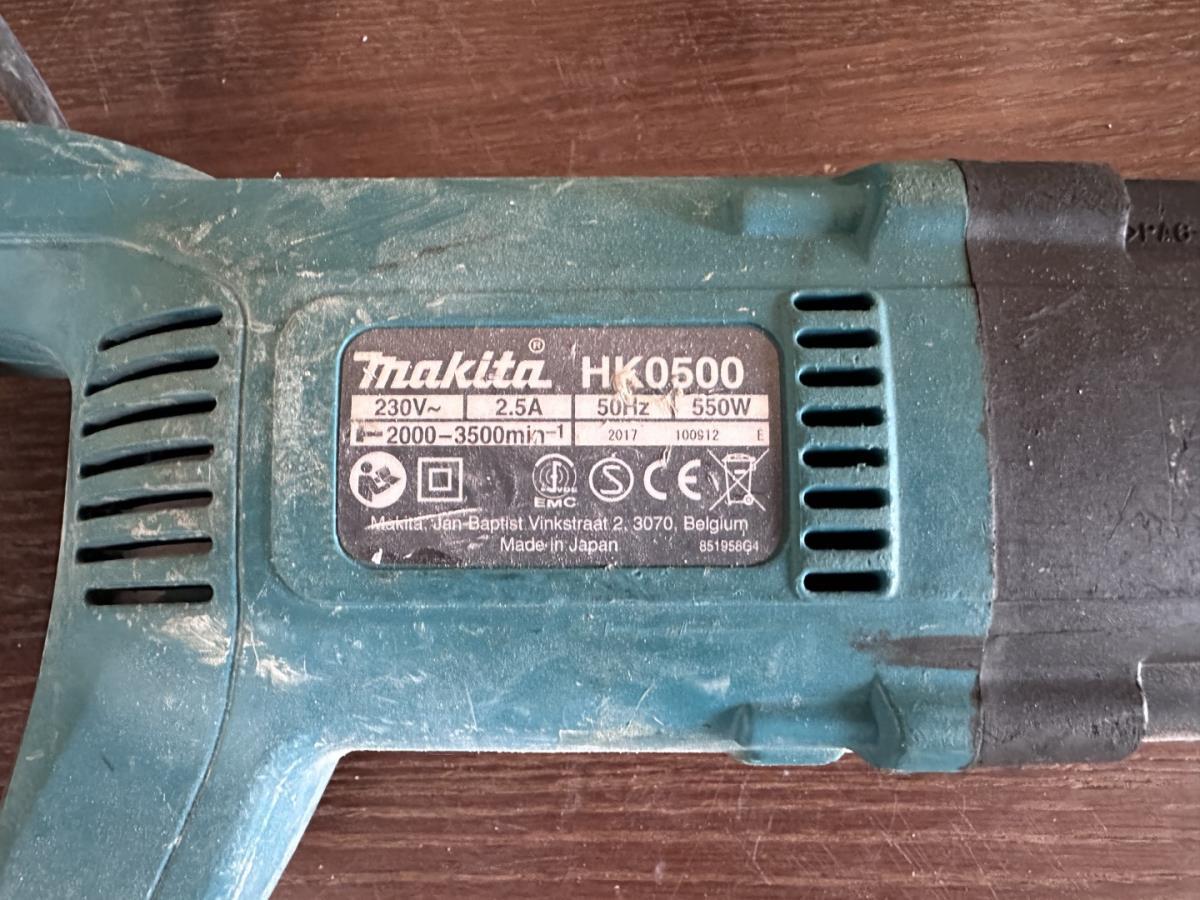 makita® HK0500
230V~ 2.5A 50Hz 550W
2000–3500min⁻¹ 2017 100912 E
EMC
Makita. Jan-Baptist Vinkstraat 2, 3070, Belgium
Made in Japan 851958G4